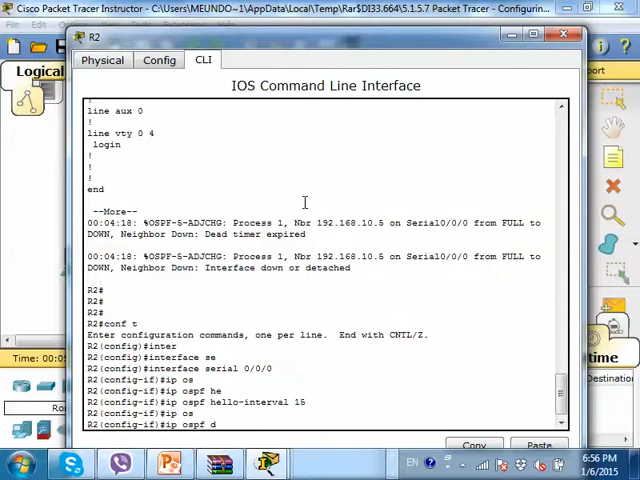 Cisco Packet Tracer Instructor - C:\Users\MEUNDO~1\AppData\Local\Temp\Rar$DI33.664\5.1.5.7 Packet Tracer - Configurin...
R2
Logical
Physical
Config
CLI
IOS Command Line Interface
!
line aux 0
!
line vty 0 4
login
!
!
!
end
--More--
00:04:18: %OSPF-5-ADJCHG: Process 1, Nbr 192.168.10.5 on Serial0/0/0 from FULL to
DOWN, Neighbor Down: Dead timer expired
00:04:18: %OSPF-5-ADJCHG: Process 1, Nbr 192.168.10.5 on Serial0/0/0 from FULL to
DOWN, Neighbor Down: Interface down or detached
R2#
R2#
R2#
R2#conf t
Enter configuration commands, one per line.  End with CNTL/Z.
R2(config)#inter
R2(config)#interface se
R2(config)#interface serial 0/0/0
R2(config-if)#ip os
R2(config-if)#ip ospf he
R2(config-if)#ip ospf hello-interval 15
R2(config-if)#ip os
R2(config-if)#ip ospf d
Copy
Paste
port
Time: 00:0
time
Destination
Ro
EN
6:56 PM
1/6/2015